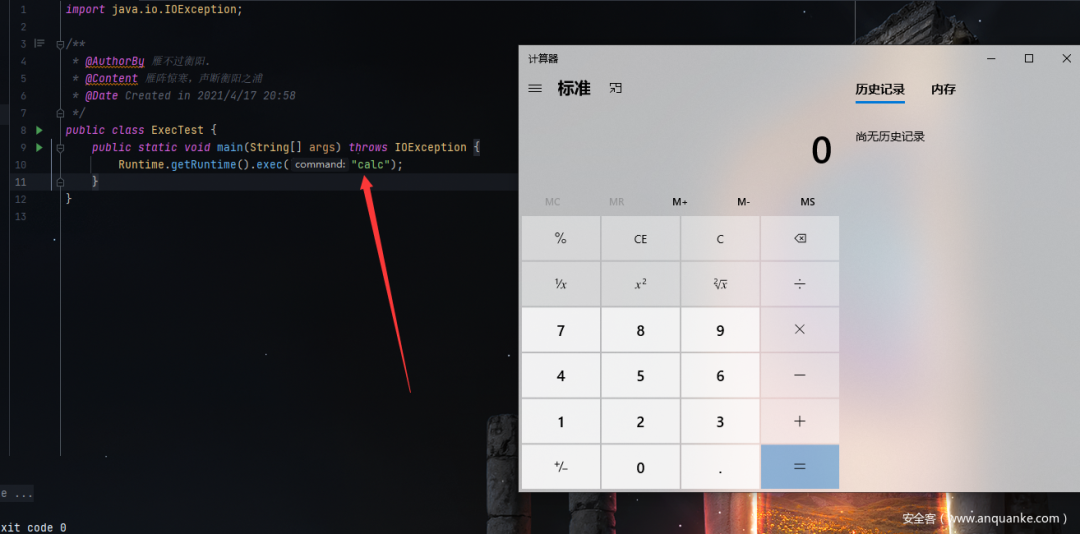 1 import java.io.IOException;
2
3 /**
4 * @AuthorBy 雁不过衡阳.
5 * @Content 雁阵惊寒，声断衡阳之浦
6 * @Date Created in 2021/4/17 20:58
7 */
8 public class ExecTest {
9 public static void main(String[] args) throws IOException {
10 Runtime.getRuntime().exec( command: "calc");
11 }
12 }
13
e ...
xit code 0
计算器
标准
历史记录 内存
尚无历史记录
0
MC MR M+ M- MS
% CE C
⅟x x² ²√x ÷
7 8 9 ×
4 5 6 −
1 2 3 +
+/− 0 . =
安全客（www.anquanke.com）